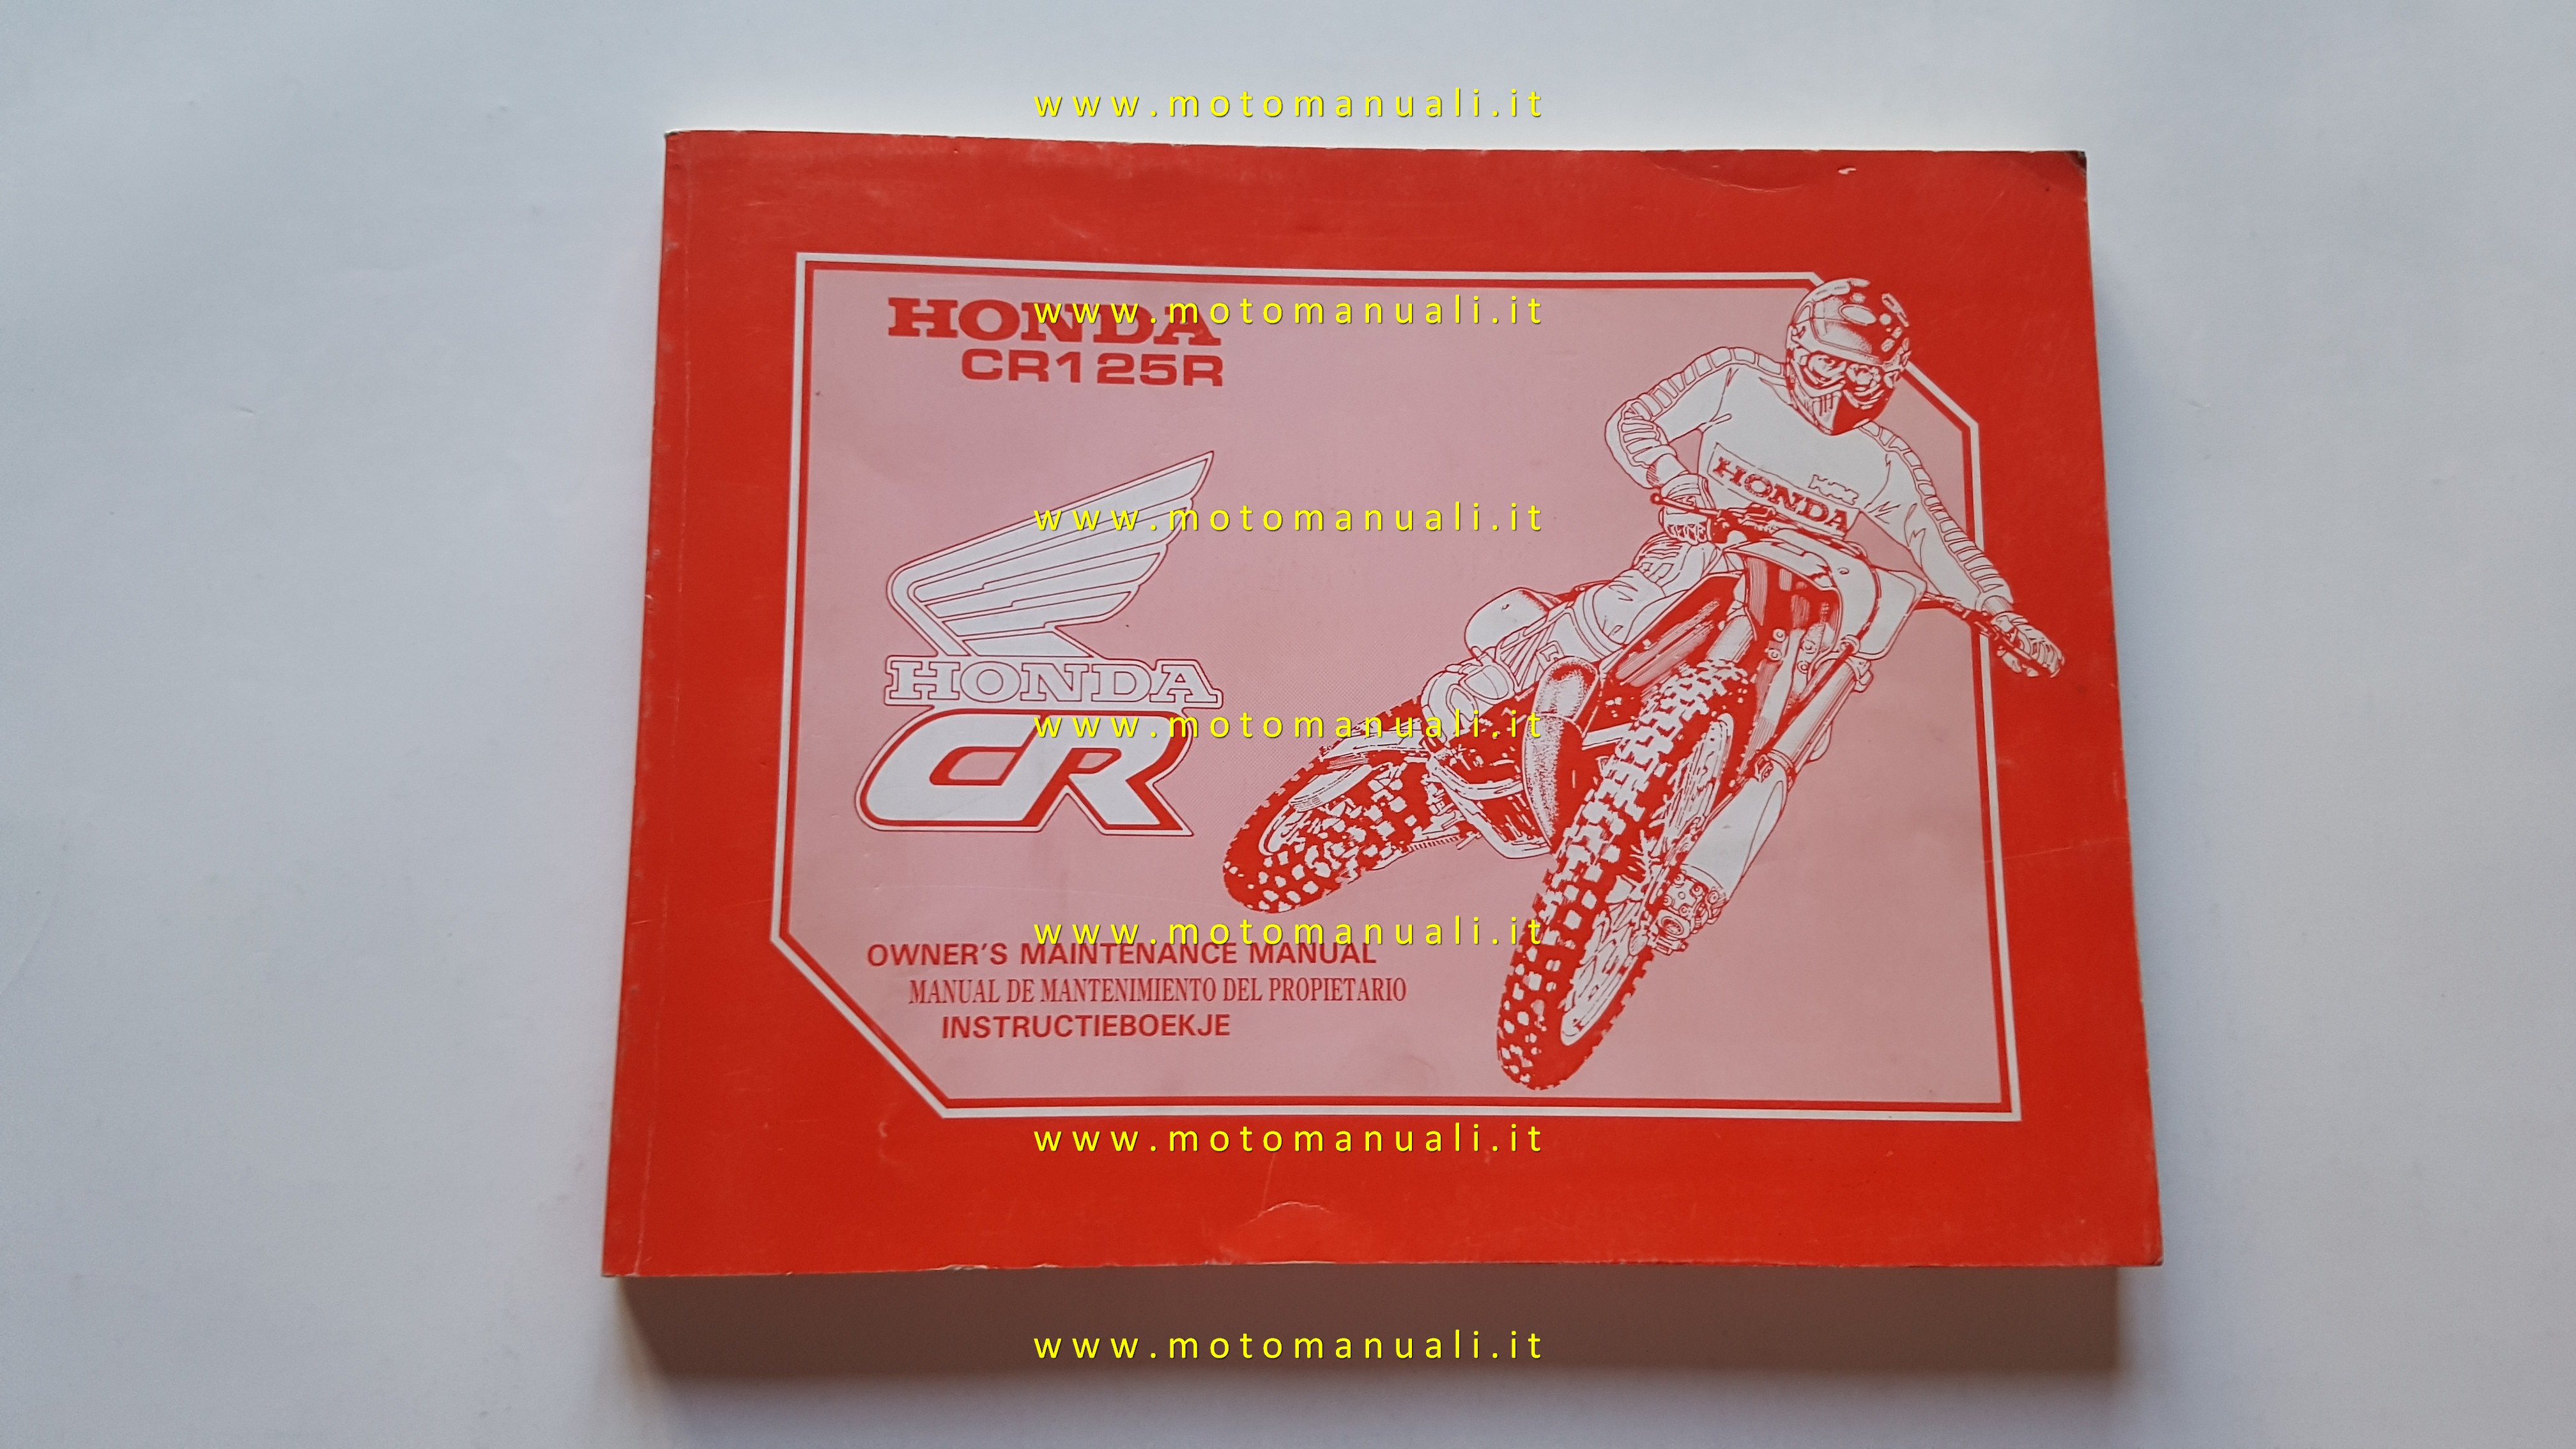 www.motomanuali.it
HONDA
www.motomanuali.it
CR125R
HONDA
www.motomanuali.it
HONDA
www.motomanuali.it
CR
www.motomanuali.it
OWNER'S MAINTENANCE MANUAL
MANUAL DE MANTENIMIENTO DEL PROPIETARIO
INSTRUCTIEBOEKJE
www.motomanuali.it
www.motomanuali.it